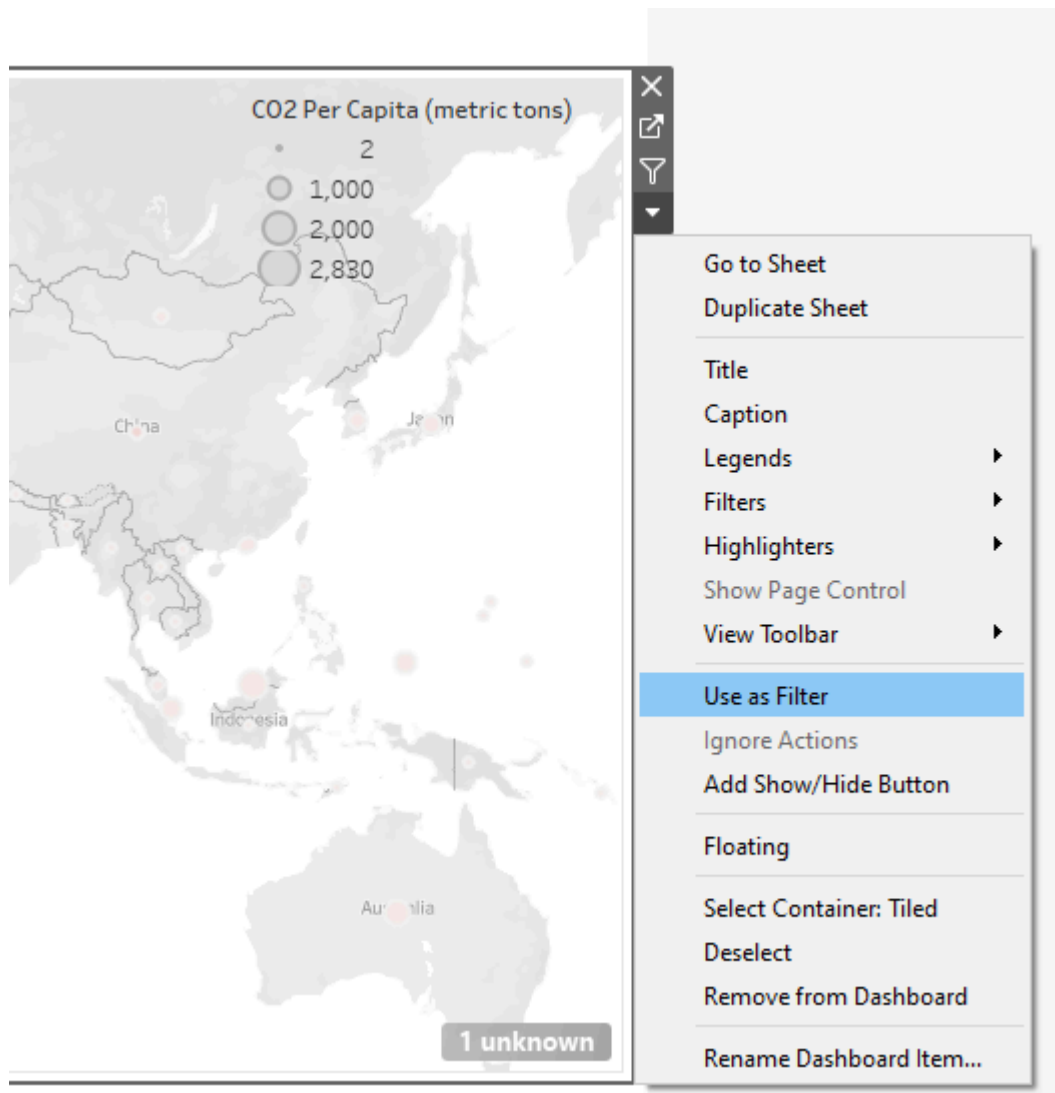 CO2 Per Capita (metric tons)
2
1,000
2,000
2,830
China
Japan
Indonesia
Australia
1 unknown
Go to Sheet
Duplicate Sheet
Title
Caption
Legends
Filters
Highlighters
Show Page Control
View Toolbar
Use as Filter
Ignore Actions
Add Show/Hide Button
Floating
Select Container: Tiled
Deselect
Remove from Dashboard
Rename Dashboard Item...